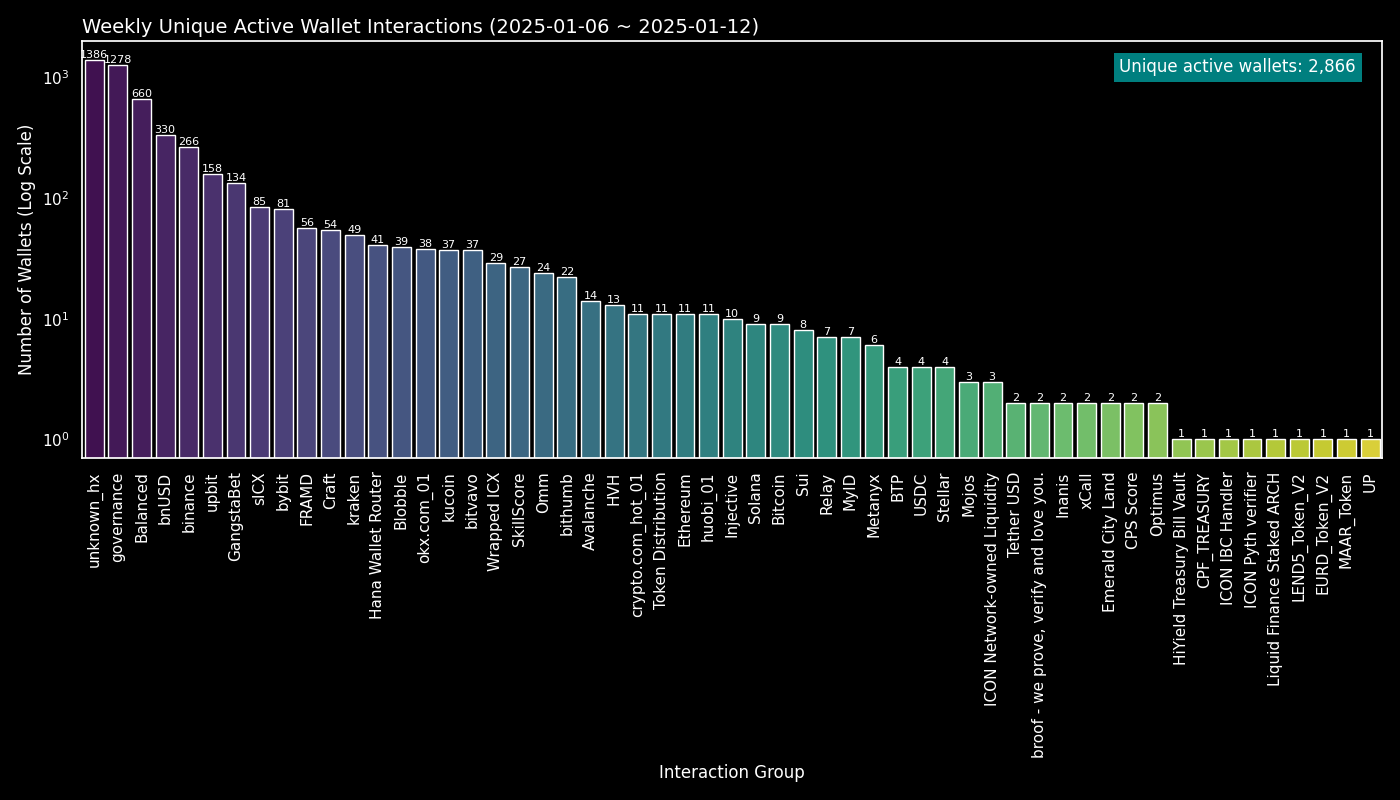 Weekly Unique Active Wallet Interactions (2025-01-06 ~ 2025-01-12)
Unique active wallets: 2,866
Number of Wallets (Log Scale)
10³
10²
10¹
10⁰
1386
1278
660
330
266
158
134
85
81
56
54
49
41
39
38
37
37
29
27
24
22
14
13
11
11
11
11
10
9
9
8
7
7
6
4
4
4
3
3
2
2
2
2
2
2
2
1
1
1
1
1
1
1
1
1
unknown_hx
governance
Balanced
bnUSD
binance
upbit
GangstaBet
sICX
bybit
FRAMD
Craft
kraken
Hana Wallet Router
Blobble
okx.com_01
kucoin
bitvavo
Wrapped ICX
SkillScore
Omm
bithumb
Avalanche
HVH
crypto.com_hot_01
Token Distribution
Ethereum
huobi_01
Injective
Solana
Bitcoin
Sui
Relay
MyID
Metanyx
BTP
USDC
Stellar
Mojos
ICON Network-owned Liquidity
Tether USD
broof - we prove, verify and love you.
Inanis
xCall
Emerald City Land
CPS Score
Optimus
HiYield Treasury Bill Vault
CPF_TREASURY
ICON IBC Handler
ICON Pyth verifier
Liquid Finance Staked ARCH
LEND5_Token_V2
EURD_Token_V2
MAAR_Token
UP
Interaction Group